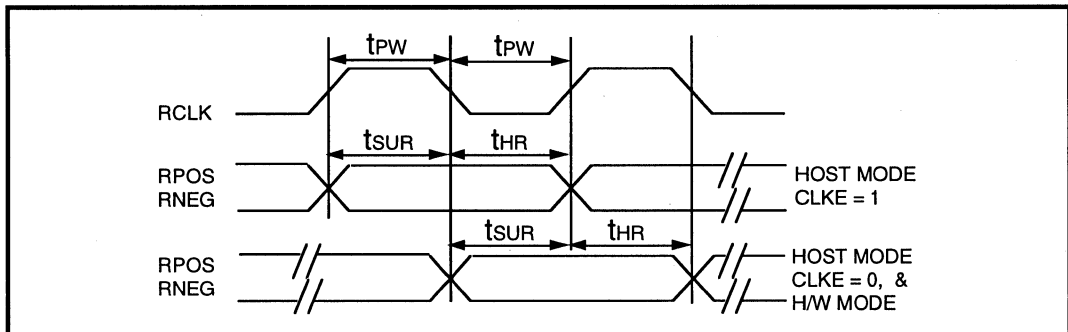 tPW tPW
RCLK
tSUR tHR
RPOS
RNEG
HOST MODE
CLKE = 1
tSUR tHR
RPOS
RNEG
HOST MODE
CLKE = 0, &
H/W MODE